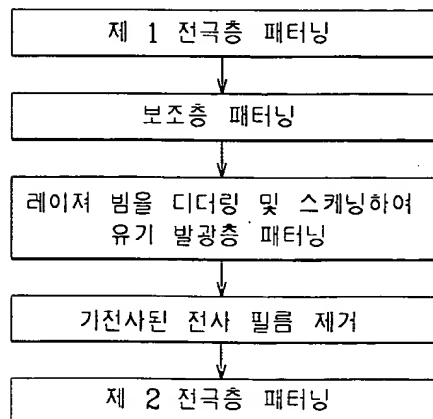 제 1 전극층 패터닝
보조층 패터닝
레이져 빔을 디더링 및 스케닝하여
유기 발광층 패터닝
기전사된 전사 필름 제거
제 2 전극층 패터닝